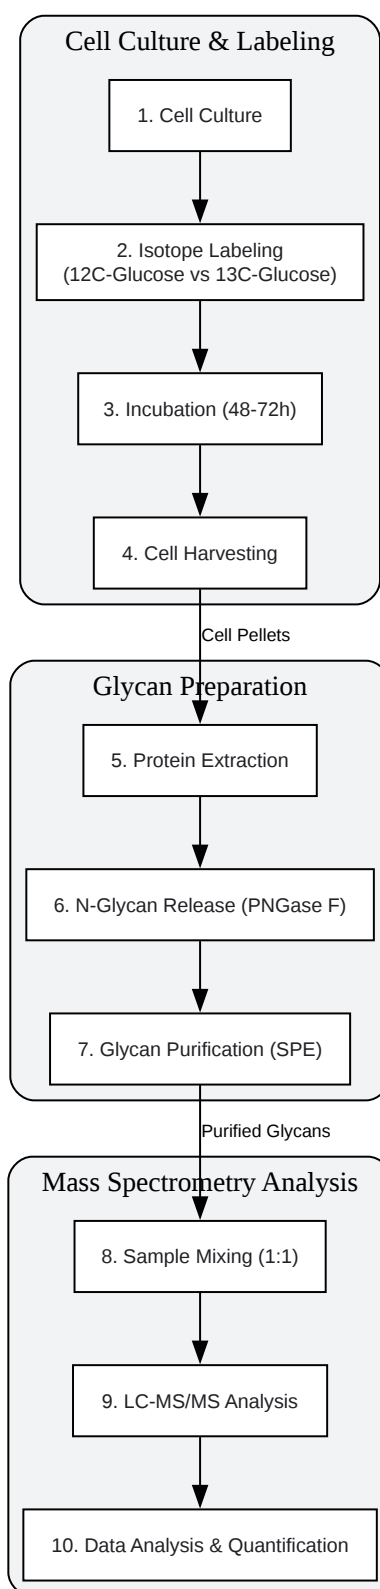 Cell Culture & Labeling
1. Cell Culture
2. Isotope Labeling
(12C-Glucose vs 13C-Glucose)
3. Incubation (48-72h)
4. Cell Harvesting
Cell Pellets
Glycan Preparation
5. Protein Extraction
6. N-Glycan Release (PNGase F)
7. Glycan Purification (SPE)
Purified Glycans
Mass Spectrometry Analysis
8. Sample Mixing (1:1)
9. LC-MS/MS Analysis
10. Data Analysis & Quantification